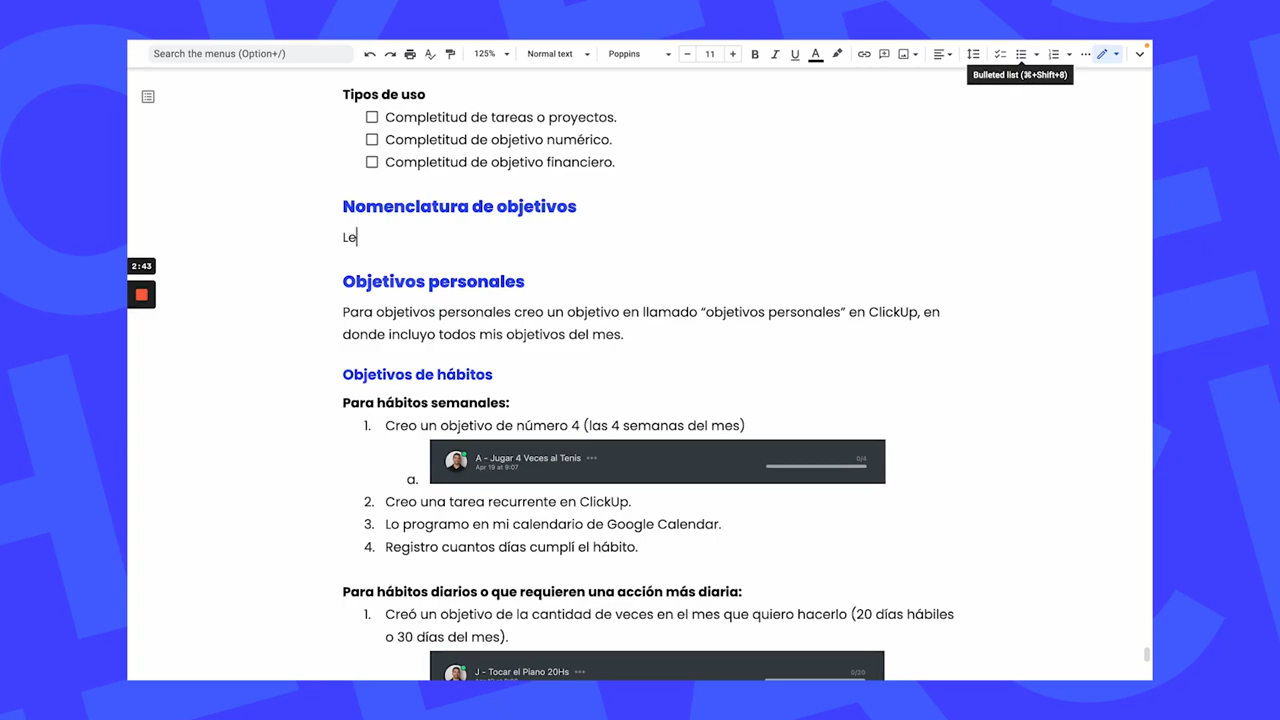 Search the menus (Option+/)
125%
Normal text
Poppins
11
B
I
U
A
Bulleted list (⌘+Shift+8)
Tipos de uso
Completitud de tareas o proyectos.
Completitud de objetivo numérico.
Completitud de objetivo financiero.
Nomenclatura de objetivos
Le
2:43
Objetivos personales
Para objetivos personales creo un objetivo en llamado “objetivos personales” en ClickUp, en
donde incluyo todos mis objetivos del mes.
Objetivos de hábitos
Para hábitos semanales:
1. Creo un objetivo de número 4 (las 4 semanas del mes)
A - Jugar 4 Veces al Tenis
Apr 19 at 9:07
0/4
a.
2. Creo una tarea recurrente en ClickUp.
3. Lo programo en mi calendario de Google Calendar.
4. Registro cuantos días cumplí el hábito.
Para hábitos diarios o que requieren una acción más diaria:
1. Creó un objetivo de la cantidad de veces en el mes que quiero hacerlo (20 días hábiles
o 30 días del mes).
J - Tocar el Piano 20Hs
0/20